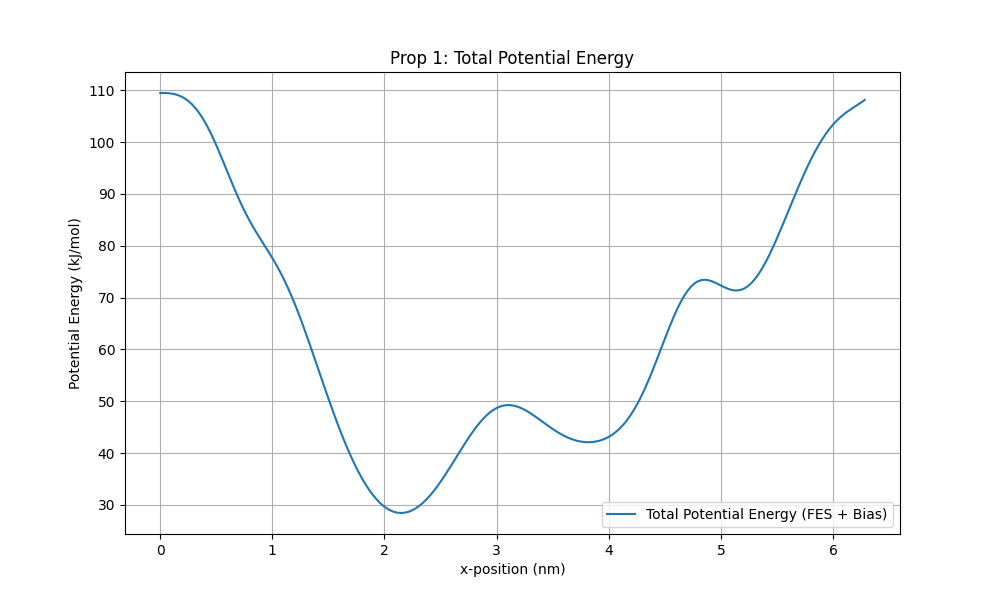 Prop 1: Total Potential Energy
Potential Energy (kJ/mol)
110
100
90
80
70
60
50
40
30
Total Potential Energy (FES + Bias)
0 1 2 3 4 5 6
x-position (nm)